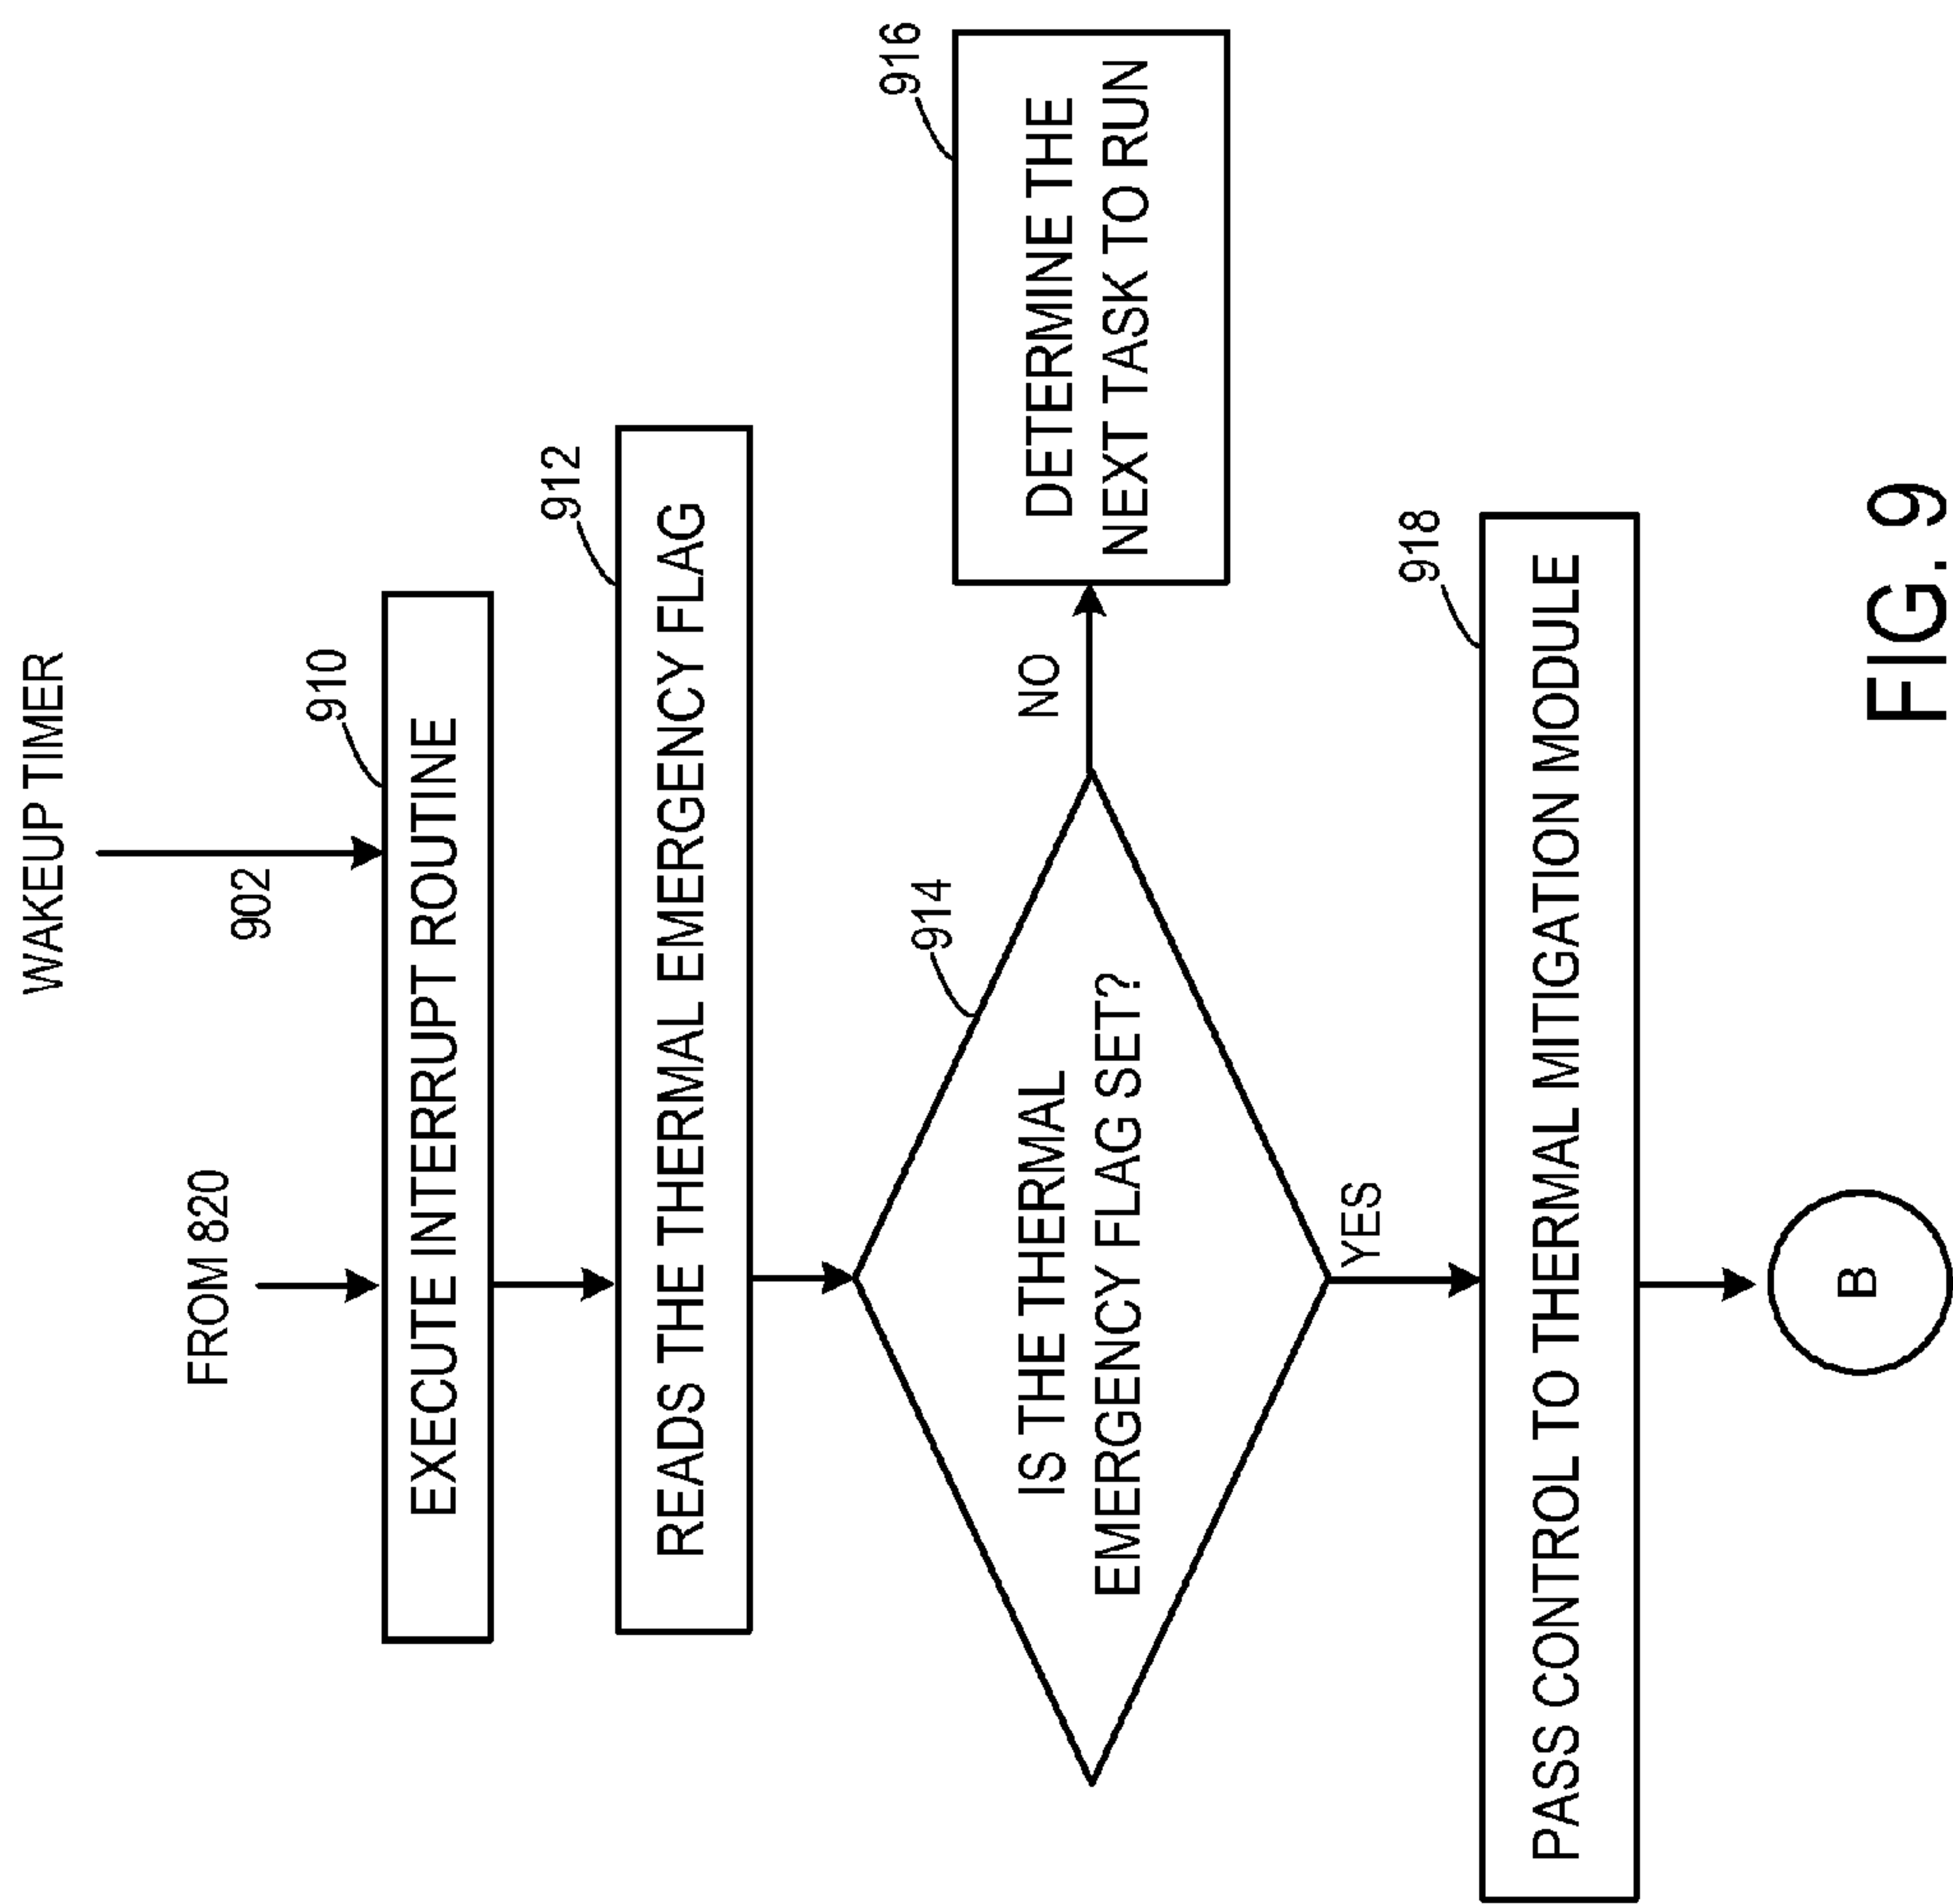 WAKEUP TIMER
FROM 820
902
910
EXECUTE INTERRUPT ROUTINE
912
READS THE THERMAL EMERGENCY FLAG
914
IS THE THERMAL
EMERGENCY FLAG SET?
NO
916
DETERMINE THE
NEXT TASK TO RUN
YES
918
PASS CONTROL TO THERMAL MITIGATION MODULE
B
FIG. 9